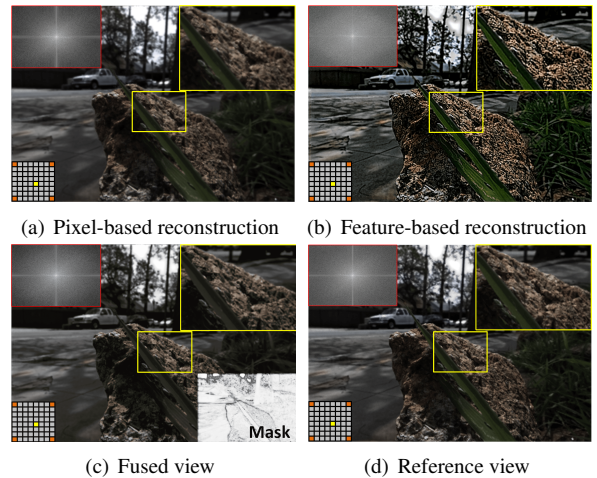 (a) Pixel-based reconstruction
(b) Feature-based reconstruction
Mask
(c) Fused view
(d) Reference view